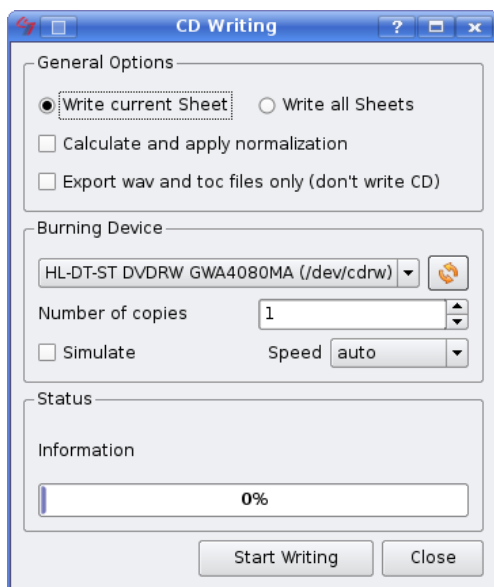 CD Writing
General Options
Write current Sheet Write all Sheets
Calculate and apply normalization
Export wav and toc files only (don't write CD)
Burning Device
HL-DT-ST DVDRW GWA4080MA (/dev/cdrw)
Number of copies 1
Simulate Speed auto
Status
Information
0%
Start Writing Close